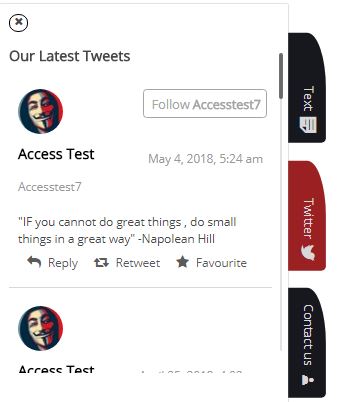 Our Latest Tweets
Follow Accesstest7
Access Test
May 4, 2018, 5:24 am
Accesstest7
"IF you cannot do great things , do small
things in a great way" -Napolean Hill
Reply Retweet Favourite
Access Test
Text
Twitter
Contact us